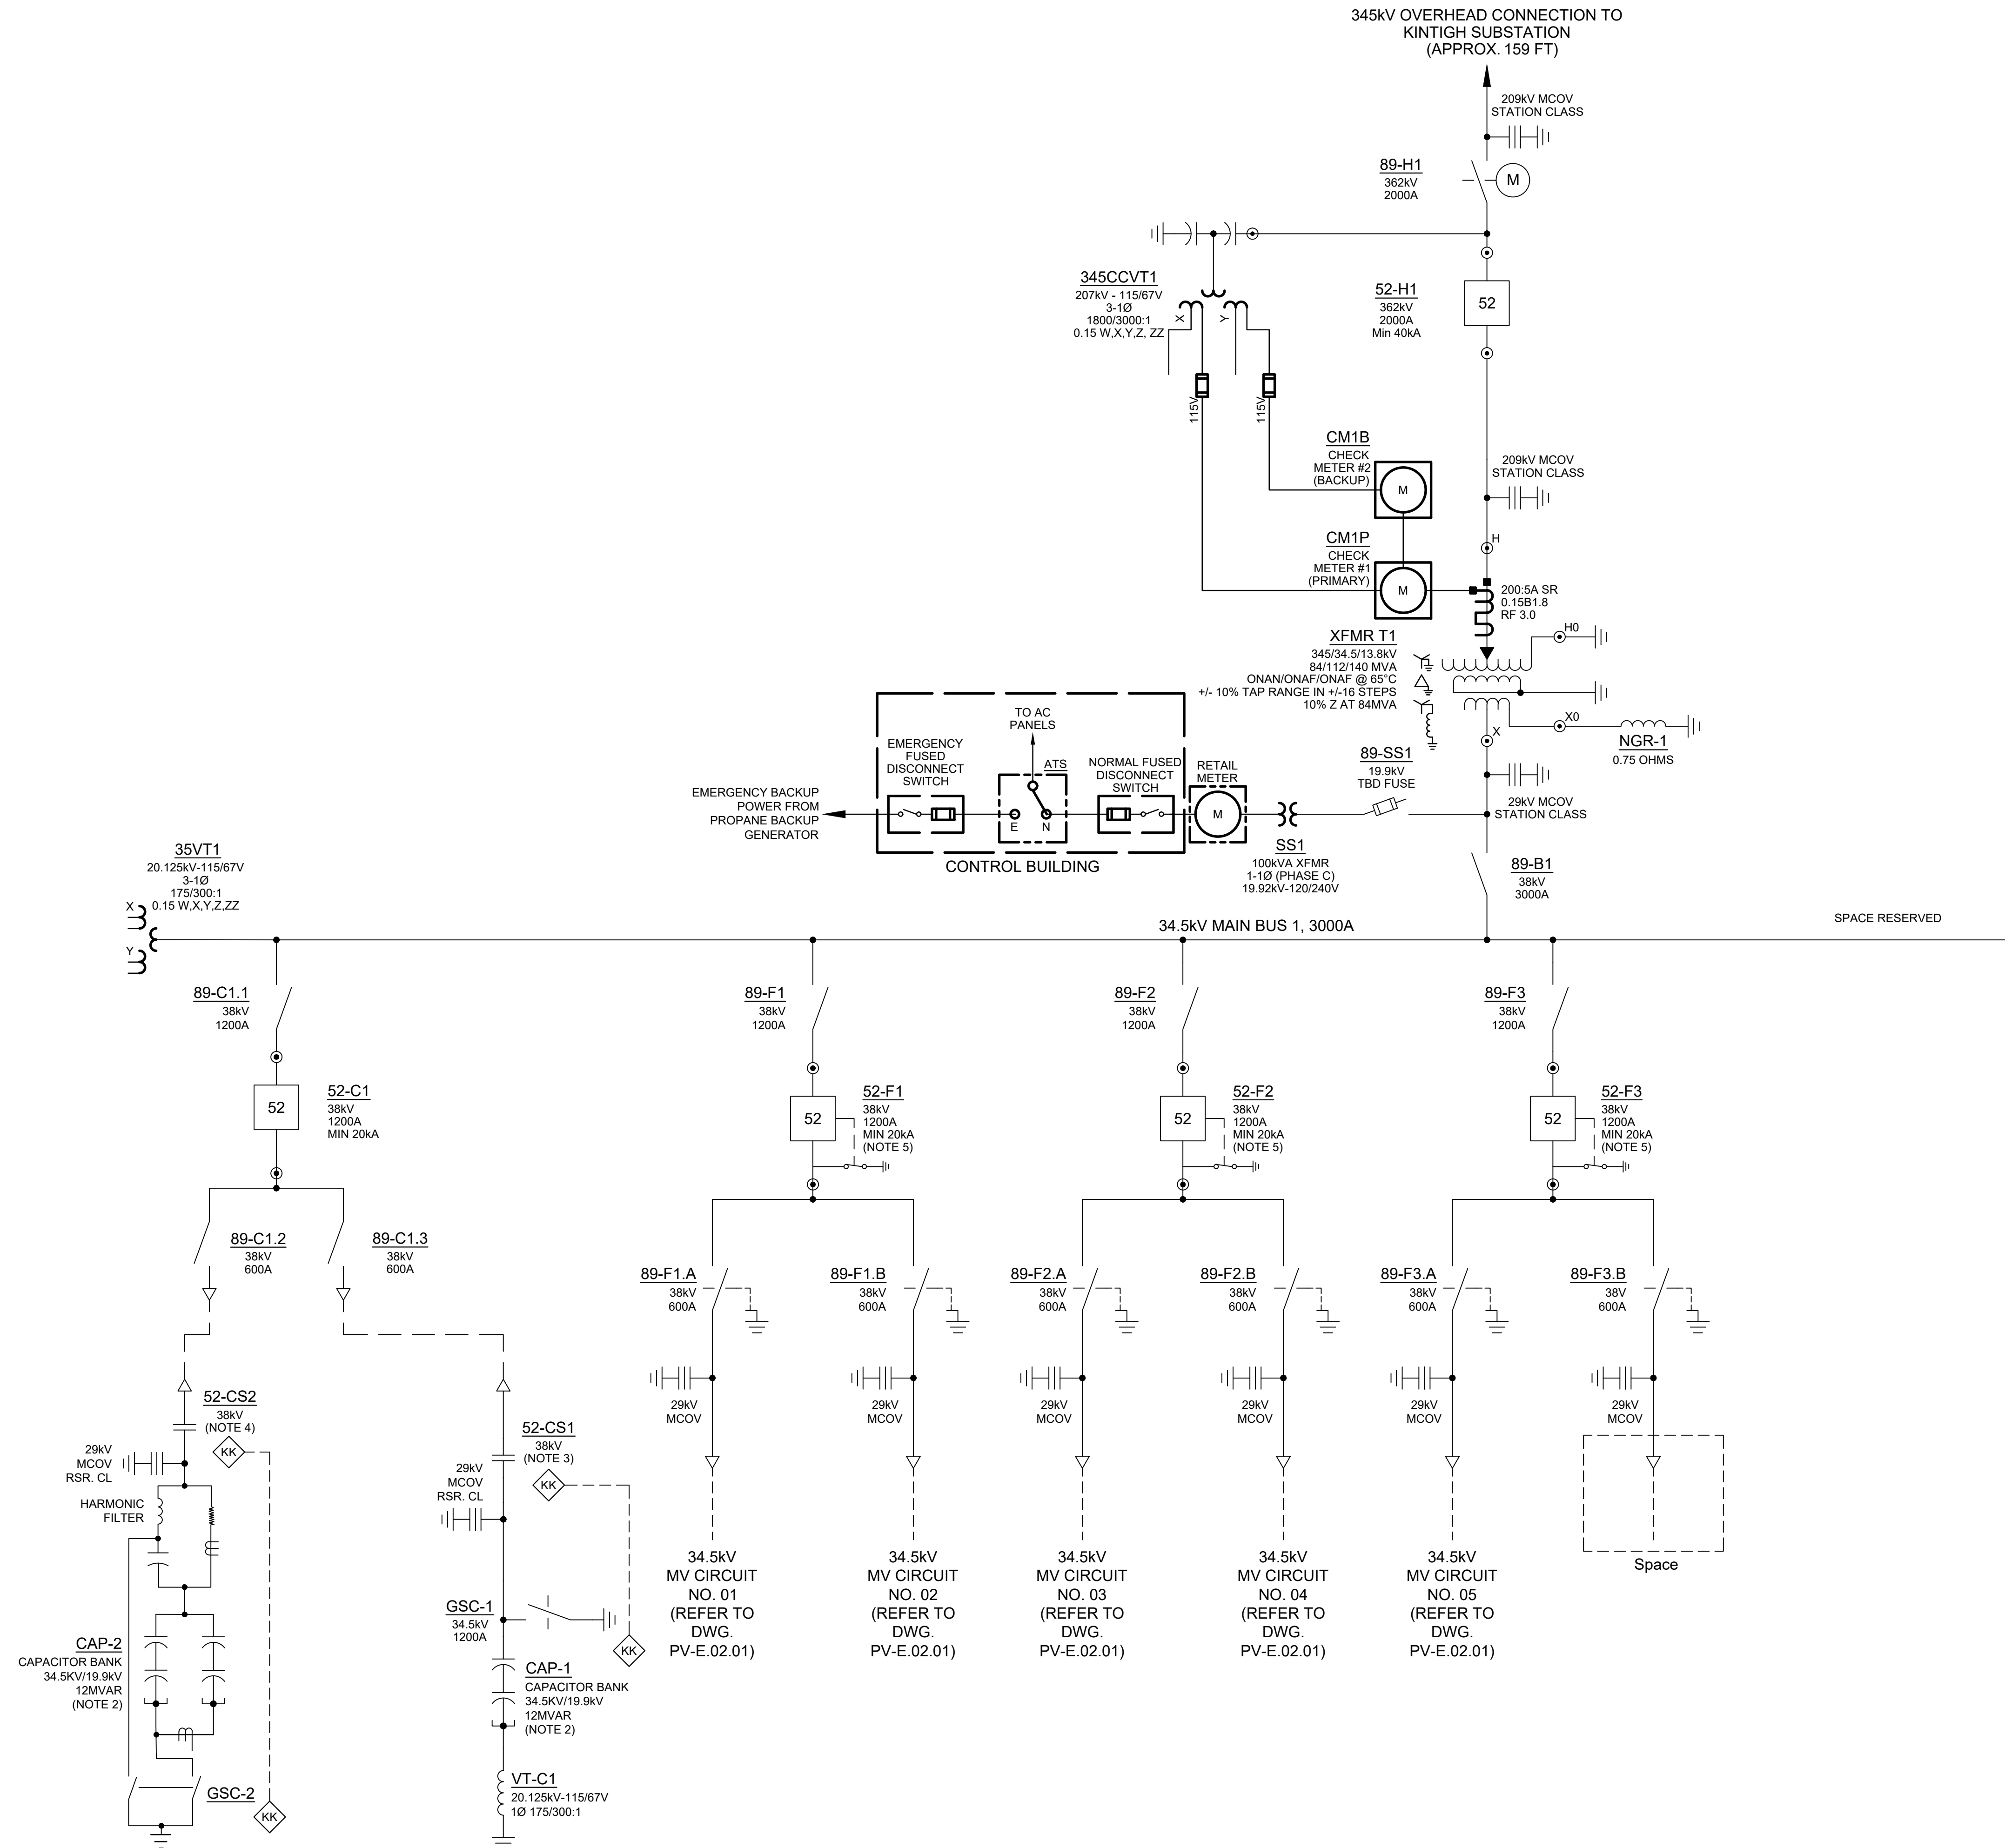 345kV OVERHEAD CONNECTION TO
KINTIGH SUBSTATION
(APPROX. 159 FT)
209kV MCOV
STATION CLASS
89-H1
362kV
2000A
M
345CCVT1
207kV - 115/67V
3-1Ø
1800/3000:1
0.15 W,X,Y,Z, ZZ
X
Y
115V
115V
52-H1
362kV
2000A
Min 40kA
52
CM1B
CHECK
METER #2
(BACKUP)
M
209kV MCOV
STATION CLASS
H
CM1P
CHECK
METER #1
(PRIMARY)
M
200:5A SR
0.15B1.8
RF 3.0
H0
XFMR T1
345/34.5/13.8kV
84/112/140 MVA
ONAN/ONAF/ONAF @ 65°C
+/- 10% TAP RANGE IN +/-16 STEPS
10% Z AT 84MVA
X0
X
NGR-1
0.75 OHMS
TO AC
PANELS
EMERGENCY
FUSED
DISCONNECT
SWITCH
ATS
E
N
NORMAL FUSED
DISCONNECT
SWITCH
RETAIL
METER
M
89-SS1
19.9kV
TBD FUSE
EMERGENCY BACKUP
POWER FROM
PROPANE BACKUP
GENERATOR
CONTROL BUILDING
SS1
100kVA XFMR
1-1Ø (PHASE C)
19.92kV-120/240V
29kV MCOV
STATION CLASS
89-B1
38kV
3000A
35VT1
20.125kV-115/67V
3-1Ø
175/300:1
0.15 W,X,Y,Z,ZZ
X
Y
34.5kV MAIN BUS 1, 3000A
SPACE RESERVED
89-C1.1
38kV
1200A
89-F1
38kV
1200A
89-F2
38kV
1200A
89-F3
38kV
1200A
52
52-C1
38kV
1200A
MIN 20kA
52
52-F1
38kV
1200A
MIN 20kA
(NOTE 5)
52
52-F2
38kV
1200A
MIN 20kA
(NOTE 5)
52
52-F3
38kV
1200A
MIN 20kA
(NOTE 5)
89-C1.2
38kV
600A
89-C1.3
38kV
600A
89-F1.A
38kV
600A
89-F1.B
38kV
600A
89-F2.A
38kV
600A
89-F2.B
38kV
600A
89-F3.A
38kV
600A
89-F3.B
38V
600A
29kV
MCOV
29kV
MCOV
29kV
MCOV
29kV
MCOV
29kV
MCOV
29kV
MCOV
52-CS2
38kV
(NOTE 4)
KK
29kV
MCOV
RSR. CL
HARMONIC
FILTER
52-CS1
38kV
(NOTE 3)
KK
29kV
MCOV
RSR. CL
GSC-1
34.5kV
1200A
KK
CAP-2
CAPACITOR BANK
34.5KV/19.9kV
12MVAR
(NOTE 2)
CAP-1
CAPACITOR BANK
34.5KV/19.9kV
12MVAR
(NOTE 2)
GSC-2
KK
VT-C1
20.125kV-115/67V
1Ø 175/300:1
34.5kV
MV CIRCUIT
NO. 01
(REFER TO
DWG.
PV-E.02.01)
34.5kV
MV CIRCUIT
NO. 02
(REFER TO
DWG.
PV-E.02.01)
34.5kV
MV CIRCUIT
NO. 03
(REFER TO
DWG.
PV-E.02.01)
34.5kV
MV CIRCUIT
NO. 04
(REFER TO
DWG.
PV-E.02.01)
34.5kV
MV CIRCUIT
NO. 05
(REFER TO
DWG.
PV-E.02.01)
Space